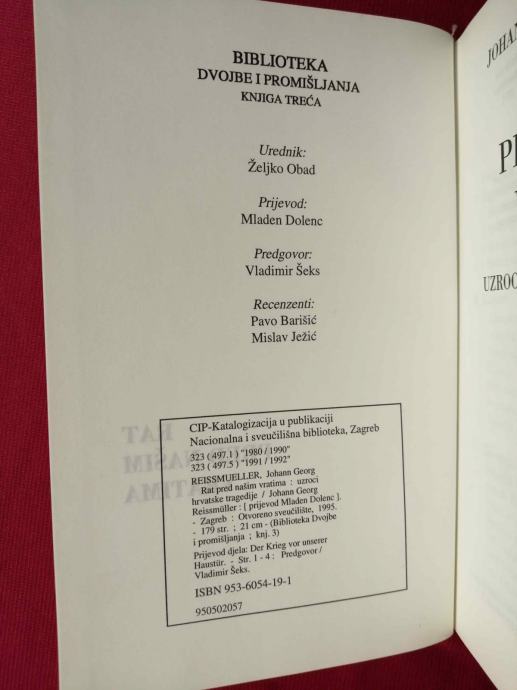 BIBLIOTEKA
DVOJBE I PROMIŠLJANJA
KNJIGA TREĆA
Urednik:
Željko Obad
Prijevod:
Mladen Dolenc
Predgovor:
Vladimir Šeks
Recenzenti:
Pavo Barišić
Mislav Ježić
CIP-Katalogizacija u publikaciji
Nacionalna i sveučilišna biblioteka, Zagreb
323 ( 497.1 ) "1980 / 1990"
323 ( 497.5 ) "1991 / 1992"
REISSMUELLER, Johann Georg
Rat pred našim vratima : uzroci
hrvatske tragedije / Johann Georg
Reissmüller : [ prijevod Mladen Dolenc ].
- Zagreb : Otvoreno sveučilište, 1995.
- 179 str. ; 21 cm - (Biblioteka Dvojbe
i promišljanja ; knj. 3)
Prijevod djela: Der Krieg vor unserer
Haustür. - Str. 1 - 4 : Predgovor /
Vladimir Šeks.
ISBN 953-6054-19-1
950502057
JOHAN
UZROC